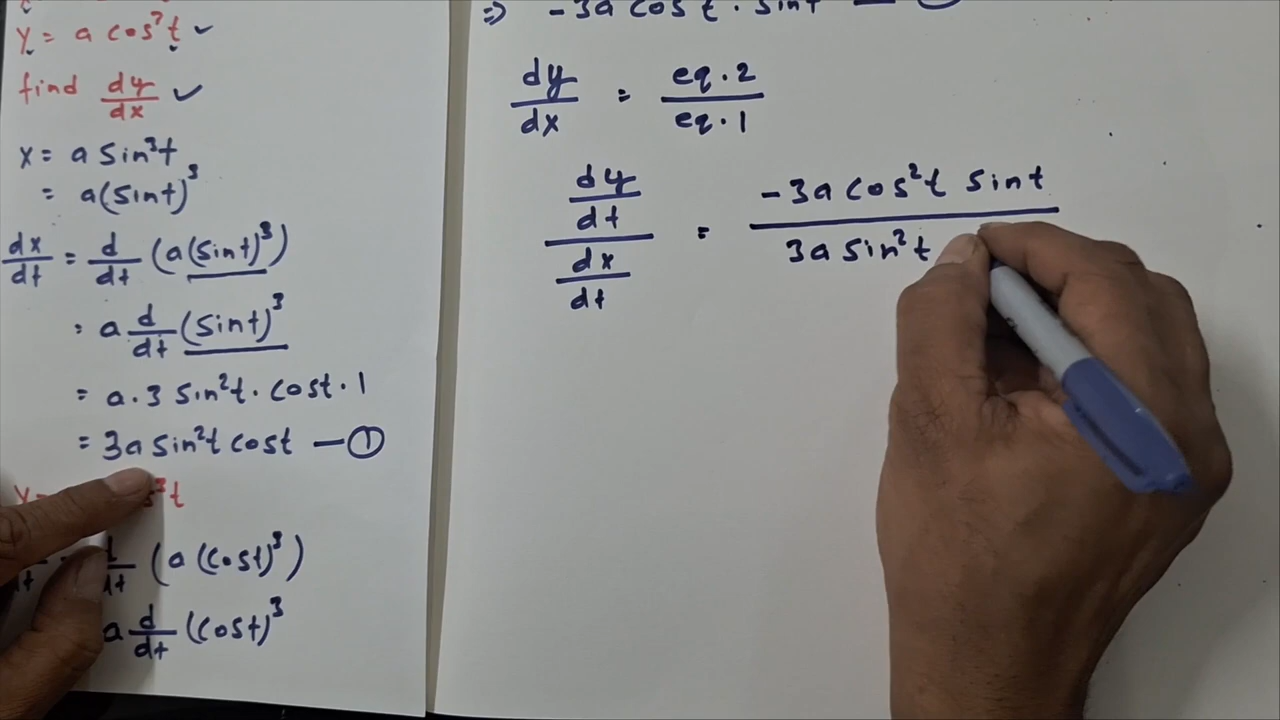 y = a cos³t ✓
find dy/dx ✓
x = a sin³t
= a(sint)³
dx/dt = d/dt (a(sint)³)
= a d/dt (sint)³
= a.3 sin²t. cost.1
= 3a sin²t cost — ①
y= s³t
d/dt (a(cost)³)
a d/dt (cost)³
⇒ -3a cos t . sint
dy/dx = eq.2/eq.1
(dy/dt)/(dx/dt) = (-3a cos²t sint)/(3a sin²t